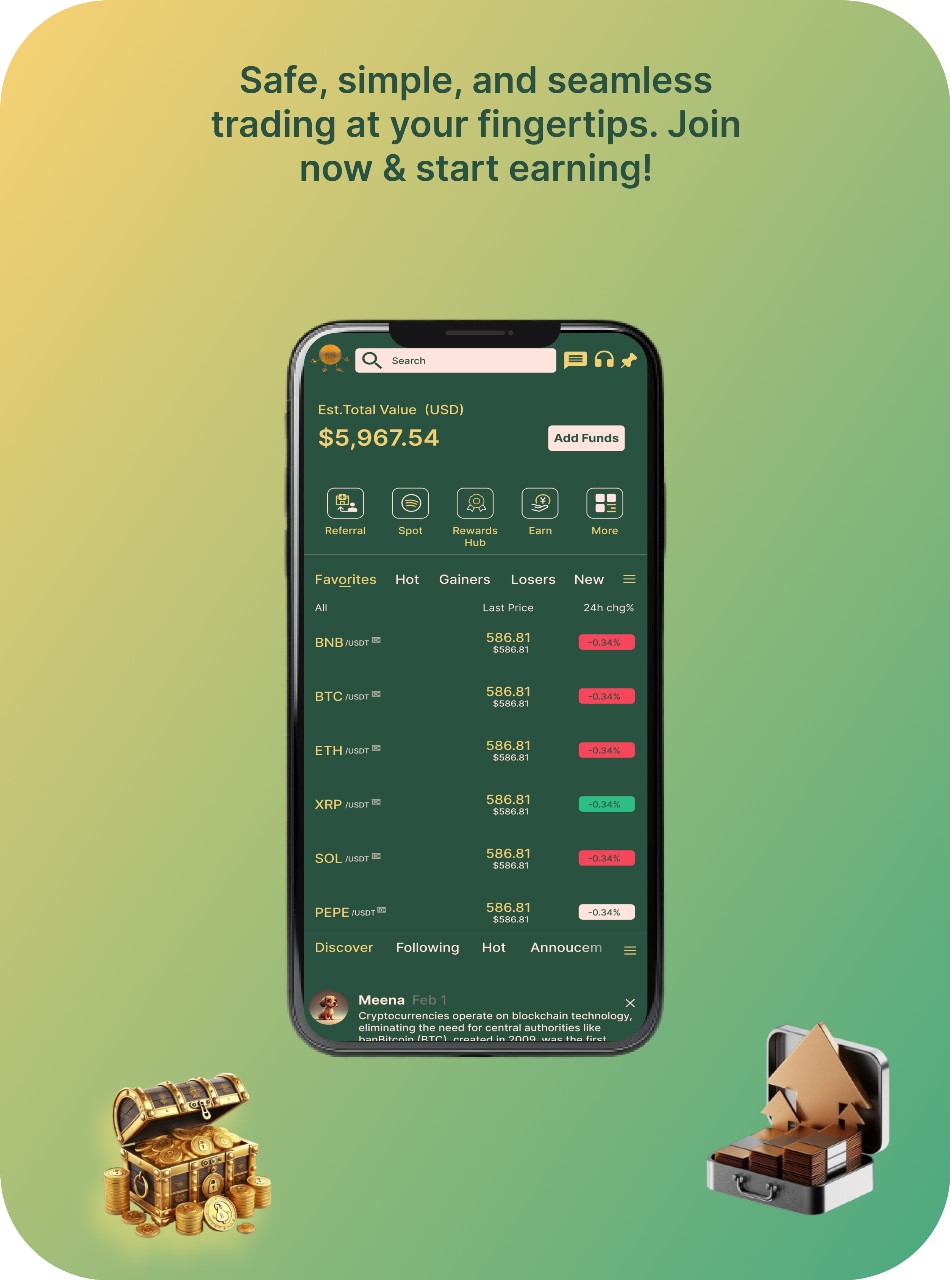 Safe, simple, and seamless
trading at your fingertips. Join
now & start earning!
Search
Est.Total Value (USD)
$5,967.54
Add Funds
Referral
Spot
Rewards
Hub
Earn
More
Favorites Hot Gainers Losers New
All Last Price 24h chg%
BNB /USDT 586.81 -0.34%
$586.81
BTC /USDT 586.81 -0.34%
$586.81
ETH /USDT 586.81 -0.34%
$586.81
XRP /USDT 586.81 -0.34%
$586.81
SOL /USDT 586.81 -0.34%
$586.81
PEPE /USDT 586.81 -0.34%
$586.81
Discover Following Hot Annoucem
Meena Feb 1
Cryptocurrencies operate on blockchain technology,
eliminating the need for central authorities like
banBitcoin (BTC), created in 2009, was the first